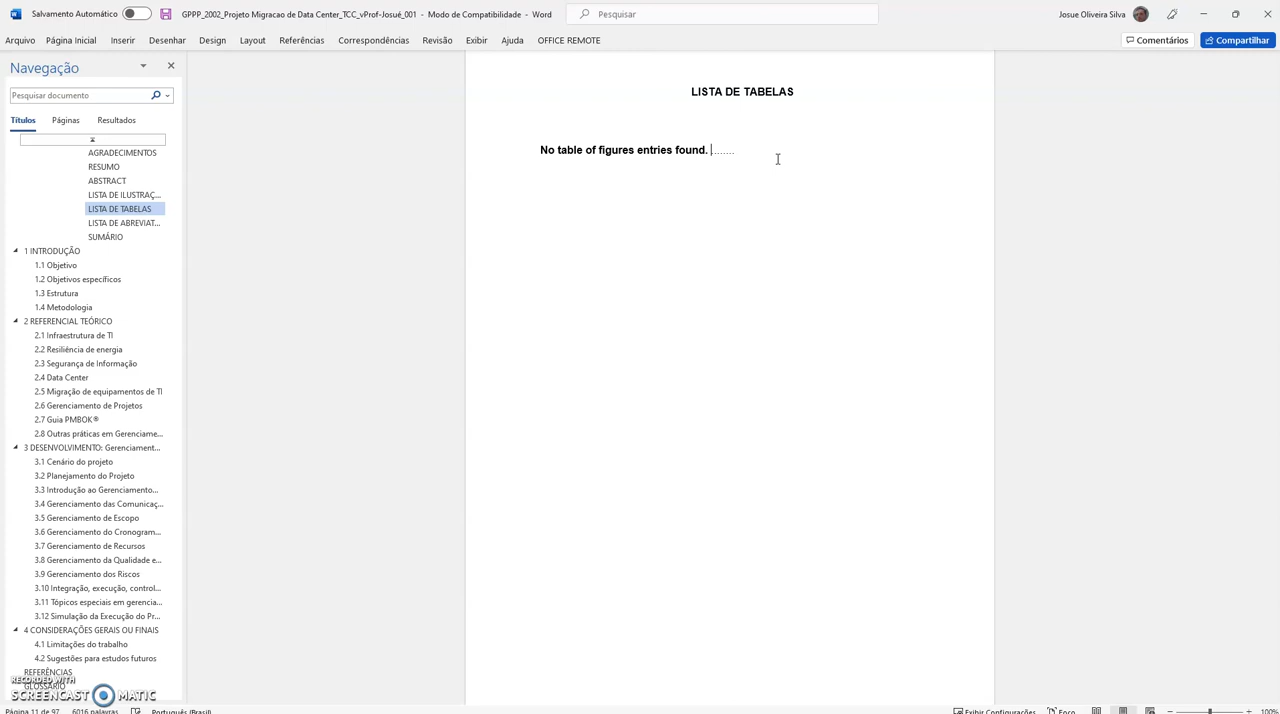 Salvamento Automático
GPPP_2002_Projeto Migracao de Data Center_TCC_vProf-Josué_001 - Modo de Compatibilidade - Word
Pesquisar
Josue Oliveira Silva
Arquivo
Página Inicial
Inserir
Desenhar
Design
Layout
Referências
Correspondências
Revisão
Exibir
Ajuda
OFFICE REMOTE
Comentários
Compartilhar
Navegação
Pesquisar documento
Títulos
Páginas
Resultados
AGRADECIMENTOS
RESUMO
ABSTRACT
LISTA DE ILUSTRAÇ...
LISTA DE TABELAS
LISTA DE ABREVIAT...
SUMÁRIO
1 INTRODUÇÃO
1.1 Objetivo
1.2 Objetivos específicos
1.3 Estrutura
1.4 Metodologia
2 REFERENCIAL TEÓRICO
2.1 Infraestrutura de TI
2.2 Resiliência de energia
2.3 Segurança de Informação
2.4 Data Center
2.5 Migração de equipamentos de TI
2.6 Gerenciamento de Projetos
2.7 Guia PMBOK®
2.8 Outras práticas em Gerenciame...
3 DESENVOLVIMENTO: Gerenciament...
3.1 Cenário do projeto
3.2 Planejamento do Projeto
3.3 Introdução ao Gerenciamento...
3.4 Gerenciamento das Comunicaç...
3.5 Gerenciamento de Escopo
3.6 Gerenciamento do Cronogram...
3.7 Gerenciamento de Recursos
3.8 Gerenciamento da Qualidade e...
3.9 Gerenciamento dos Riscos
3.10 Integração, execução, control...
3.11 Tópicos especiais em gerencia...
3.12 Simulação da Execução do Pr...
4 CONSIDERAÇÕES GERAIS OU FINAIS
4.1 Limitações do trabalho
4.2 Sugestões para estudos futuros
REFERÊNCIAS
GLOSSÁRIO
RECORDED WITH
SCREENCAST MATIC
LISTA DE TABELAS
No table of figures entries found. ........
Página 11 de 97
6016 palavras
Português (Brasil)
Exibir Configurações
Foco
100%